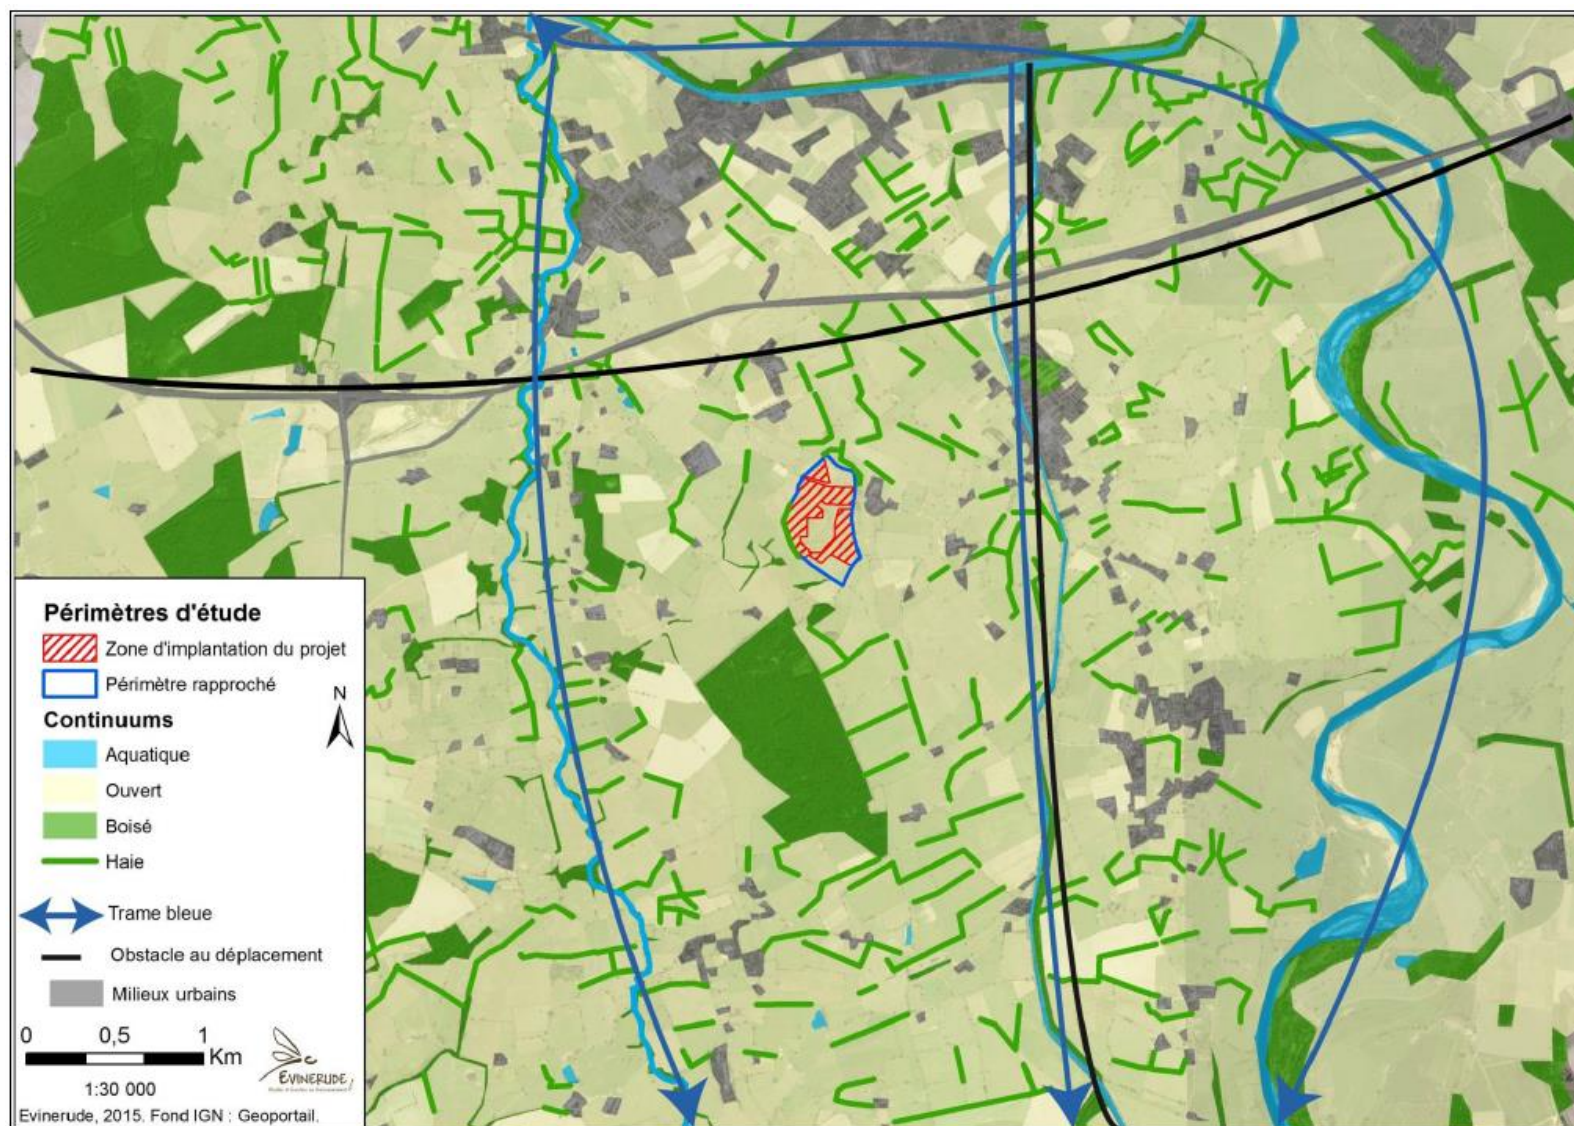 Périmètres d'étude
Zone d'implantation du projet
Périmètre rapproché
N
Continuums
Aquatique
Ouvert
Boisé
Haie
Trame bleue
Obstacle au déplacement
Milieux urbains
0 0,5 1
Km
EVINERUDE
1:30 000
Evinerude, 2015. Fond IGN : Geoportail.